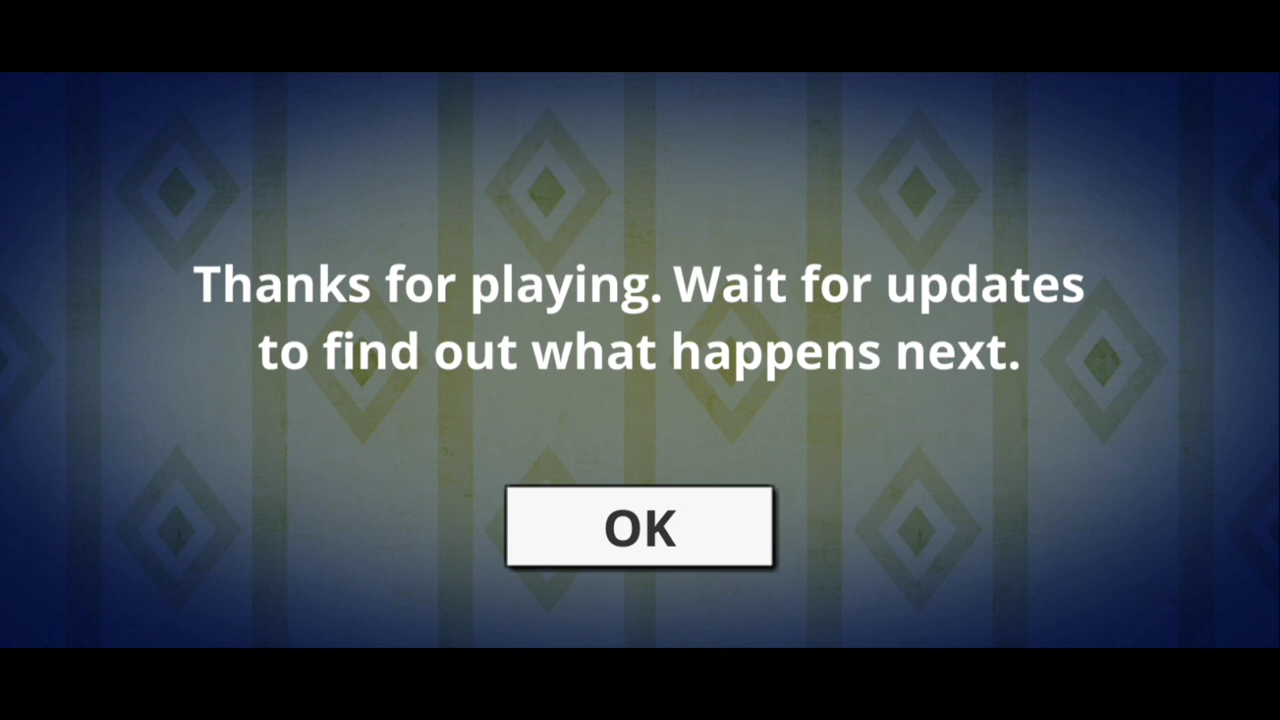 Thanks for playing. Wait for updates
to find out what happens next.
OK